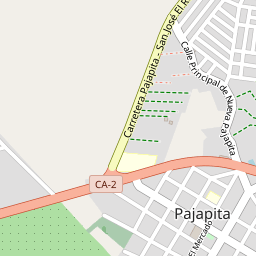 Carretera Pajapita - San José El R
Calle Principal de Nueva Pajapita
CA-2
Pajapita
El Mercado